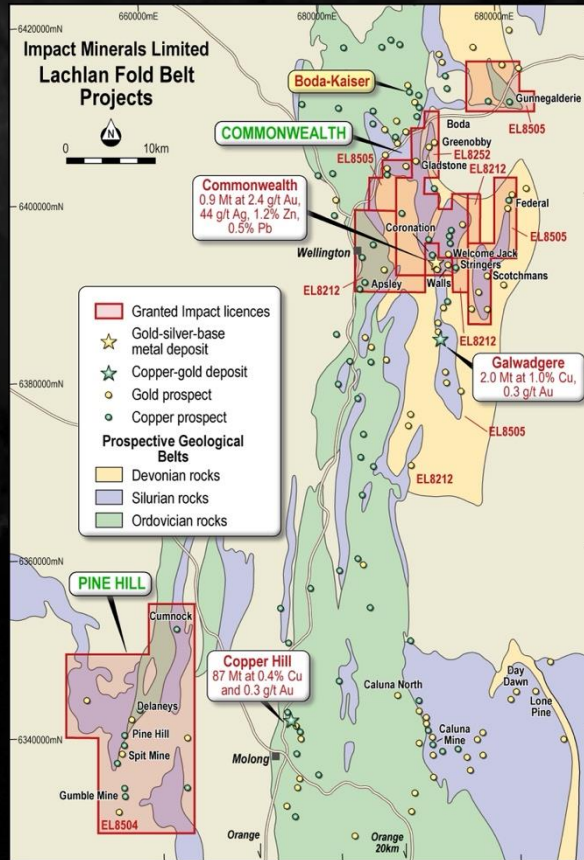 660000mE
680000mE
680000mE
6420000mN
Impact Minerals Limited
Lachlan Fold Belt
Projects
N
0
10km
Boda-Kaiser
Gunnegalderie
EL8505
COMMONWEALTH
Boda
Greenobby
EL8252
Gladstone
EL8505
EL8212
Commonwealth
0.9 Mt at 2.4 g/t Au,
44 g/t Ag, 1.2% Zn,
0.5% Pb
6400000mN
Federal
Coronation
EL8505
Wellington
Welcome Jack
Stringers
Scotchmans
Walls
Apsley
EL8212
EL8212
Granted Impact licences
Gold-silver-base
metal deposit
Copper-gold deposit
Gold prospect
Copper prospect
Prospective Geological
Belts
Devonian rocks
Silurian rocks
Ordovician rocks
Galwadgere
2.0 Mt at 1.0% Cu,
0.3 g/t Au
6380000mN
EL8505
EL8212
6360000mN
PINE HILL
Cumnock
Copper Hill
87 Mt at 0.4% Cu
and 0.3 g/t Au
Delaneys
Pine Hill
Spit Mine
Gumble Mine
EL8504
6340000mN
Molong
Caluna North
Caluna
Mine
Day
Dawn
Lone
Pine
Orange
Orange
20km